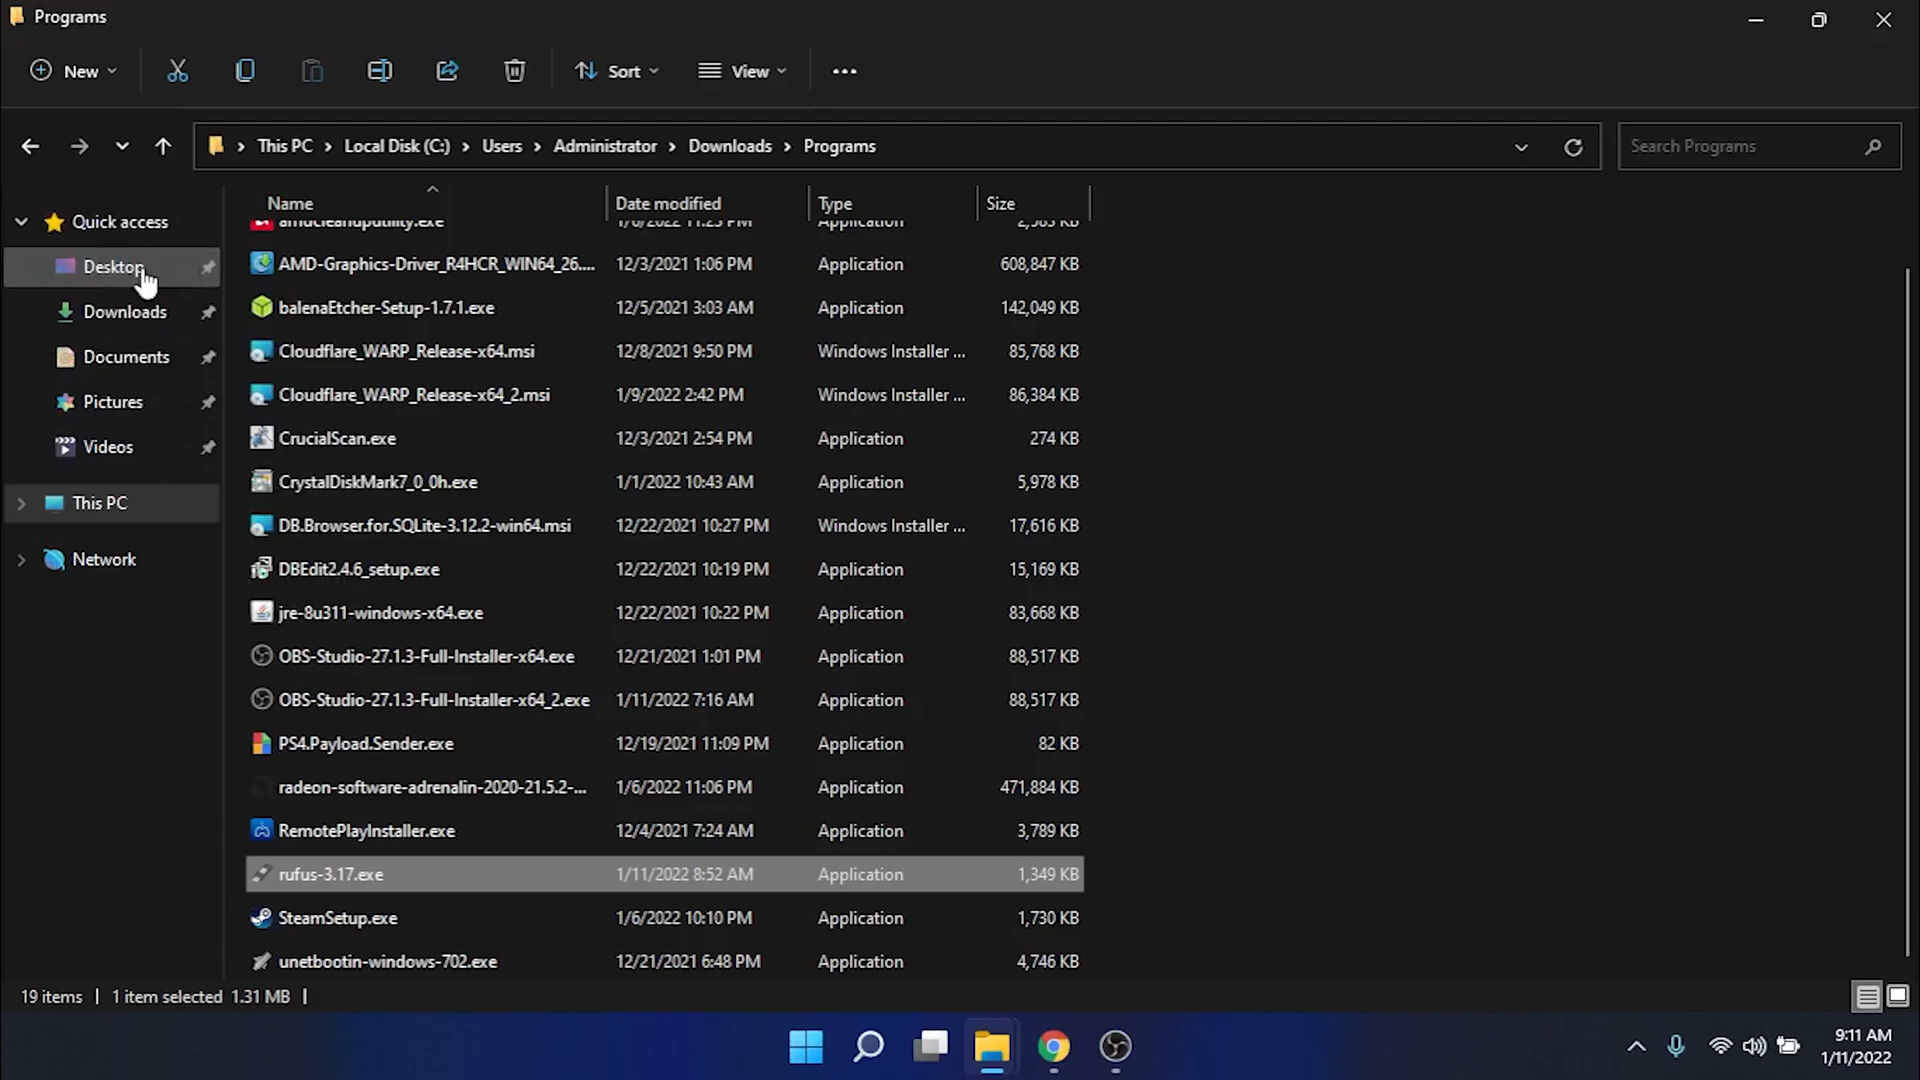 Programs
New
Sort
View
This PC > Local Disk (C:) > Users > Administrator > Downloads > Programs
Search Programs
Name Date modified Type Size
Quick access
Desktop
Downloads
Documents
Pictures
Videos
This PC
Network
amdcleanuputility.exe 1/6/2022 11:25 PM Application
AMD-Graphics-Driver_R4HCR_WIN64_26.... 12/3/2021 1:06 PM Application 608,847 KB
balenaEtcher-Setup-1.7.1.exe 12/5/2021 3:03 AM Application 142,049 KB
Cloudflare_WARP_Release-x64.msi 12/8/2021 9:50 PM Windows Installer ... 85,768 KB
Cloudflare_WARP_Release-x64_2.msi 1/9/2022 2:42 PM Windows Installer ... 86,384 KB
CrucialScan.exe 12/3/2021 2:54 PM Application 274 KB
CrystalDiskMark7_0_0h.exe 1/1/2022 10:43 AM Application 5,978 KB
DB.Browser.for.SQLite-3.12.2-win64.msi 12/22/2021 10:27 PM Windows Installer ... 17,616 KB
DBEdit2.4.6_setup.exe 12/22/2021 10:19 PM Application 15,169 KB
jre-8u311-windows-x64.exe 12/22/2021 10:22 PM Application 83,668 KB
OBS-Studio-27.1.3-Full-Installer-x64.exe 12/21/2021 1:01 PM Application 88,517 KB
OBS-Studio-27.1.3-Full-Installer-x64_2.exe 1/11/2022 7:16 AM Application 88,517 KB
PS4.Payload.Sender.exe 12/19/2021 11:09 PM Application 82 KB
radeon-software-adrenalin-2020-21.5.2-... 1/6/2022 11:06 PM Application 471,884 KB
RemotePlayInstaller.exe 12/4/2021 7:24 AM Application 3,789 KB
rufus-3.17.exe 1/11/2022 8:52 AM Application 1,349 KB
SteamSetup.exe 1/6/2022 10:10 PM Application 1,730 KB
unetbootin-windows-702.exe 12/21/2021 6:48 PM Application 4,746 KB
19 items | 1 item selected 1.31 MB |
9:11 AM
1/11/2022